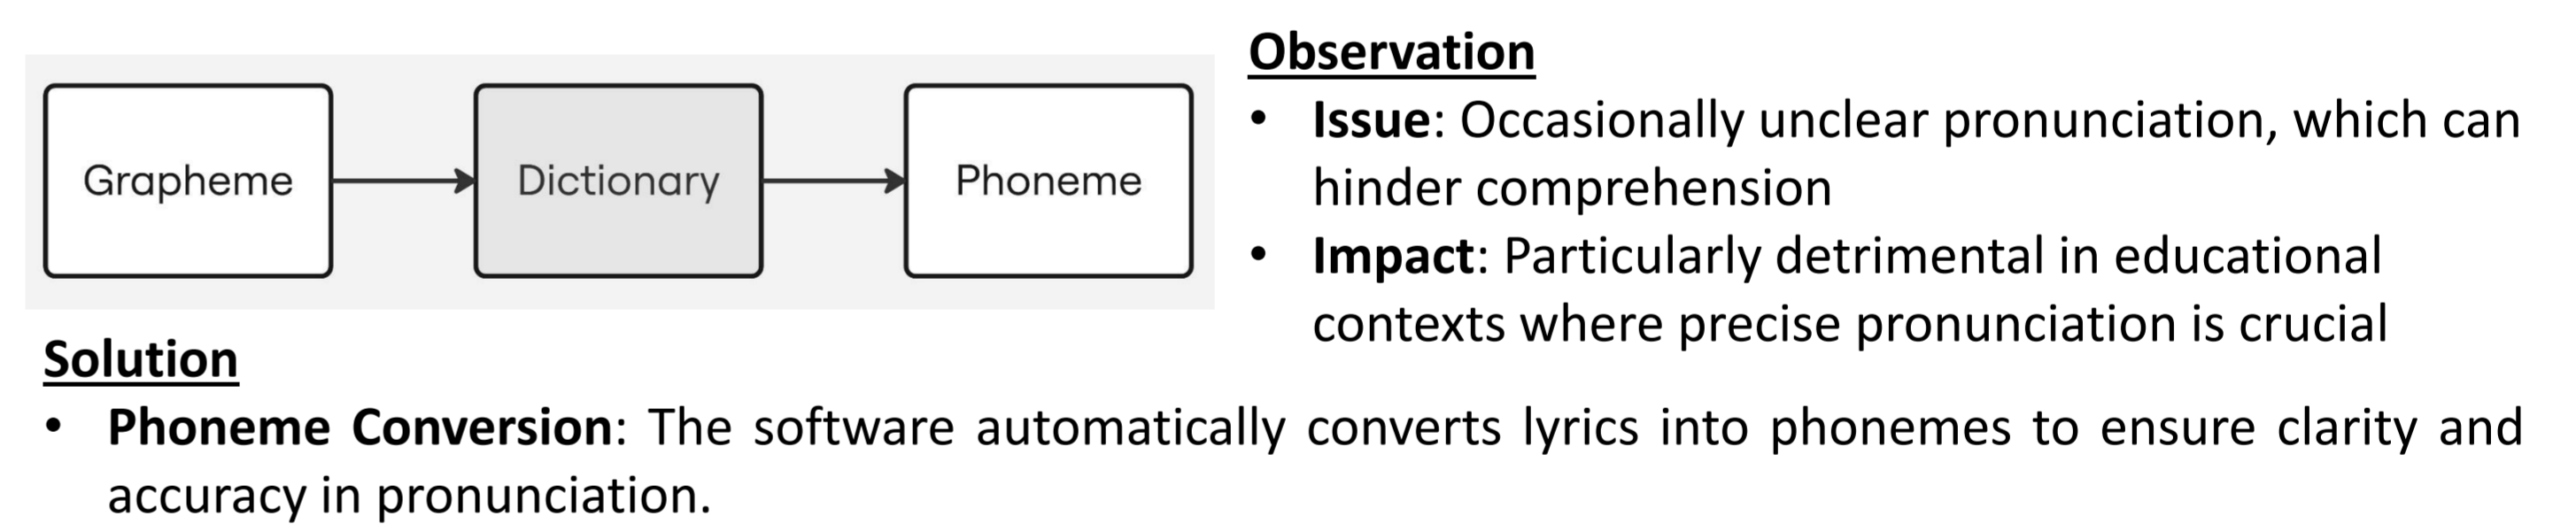 Grapheme
Dictionary
Phoneme
Observation
• Issue: Occasionally unclear pronunciation, which can
hinder comprehension
• Impact: Particularly detrimental in educational
contexts where precise pronunciation is crucial
Solution
• Phoneme Conversion: The software automatically converts lyrics into phonemes to ensure clarity and
accuracy in pronunciation.